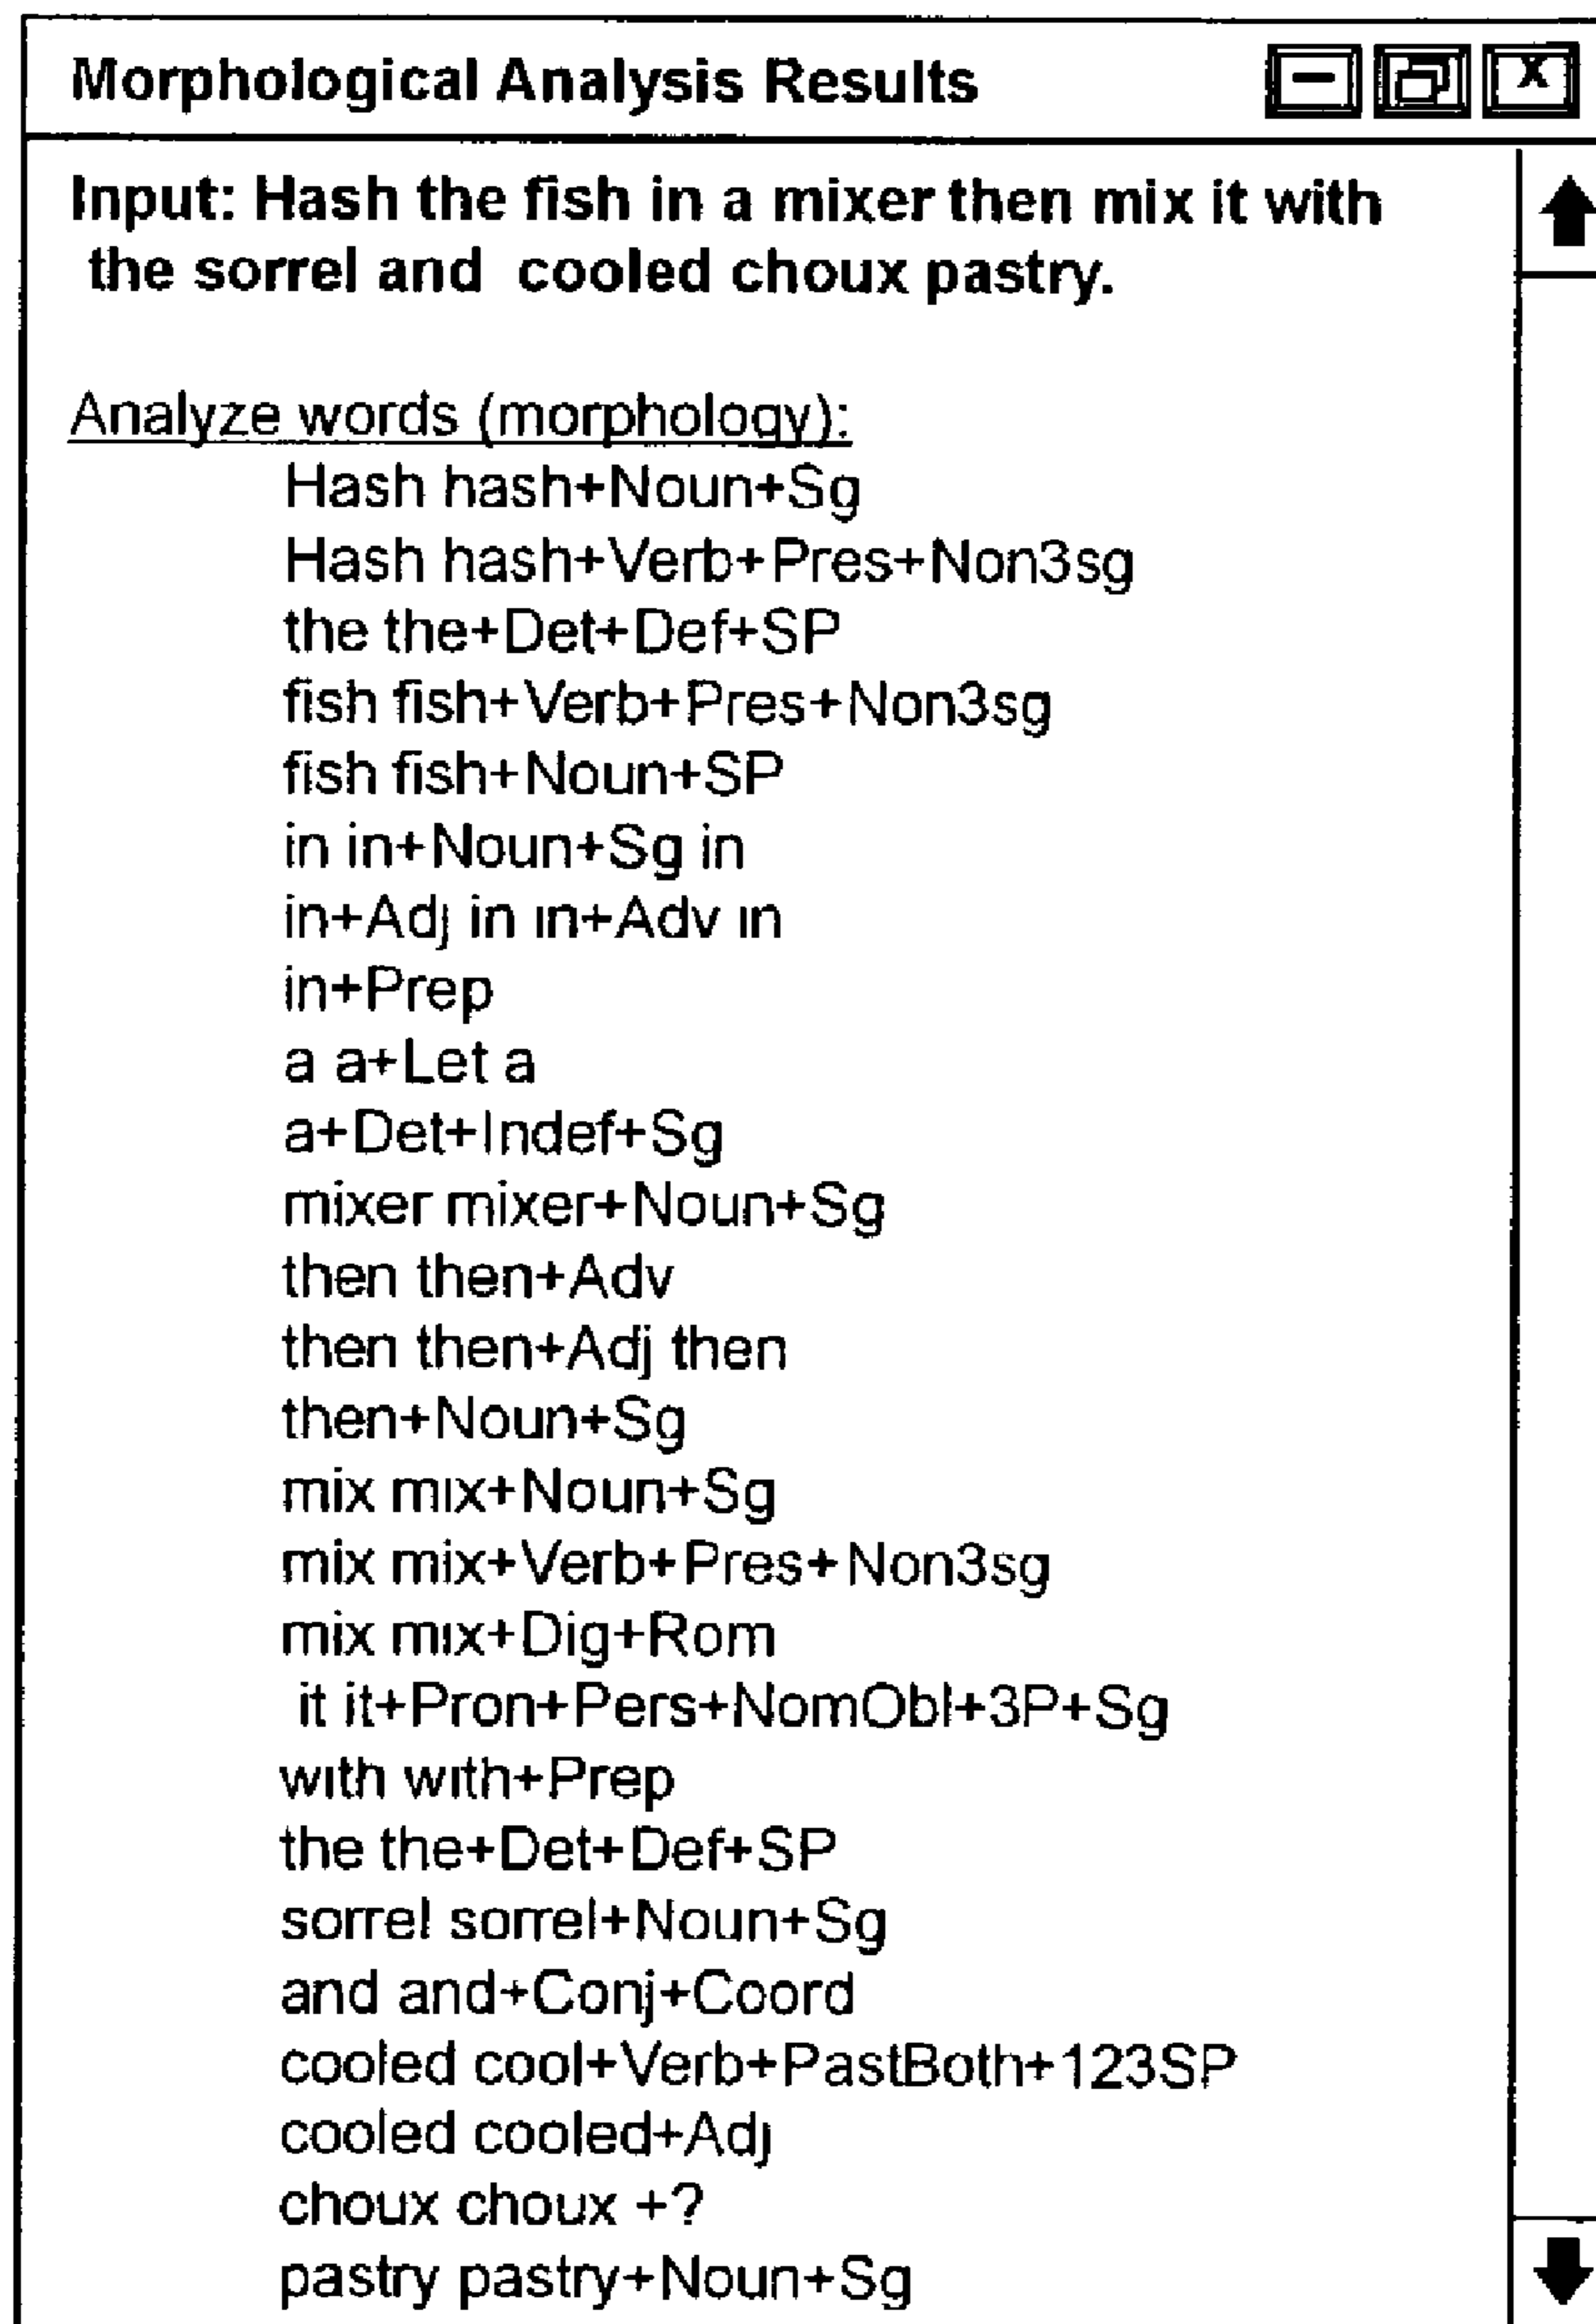 Morphological Analysis Results
X
Input: Hash the fish in a mixer then mix it with
the sorrel and cooled choux pastry.
Analyze words (morphology):
Hash hash+Noun+Sg
Hash hash+Verb+Pres+Non3sg
the the+Det+Def+SP
fish fish+Verb+Pres+Non3sg
fish fish+Noun+SP
in in+Noun+Sg in
in+Adj in in+Adv in
in+Prep
a a+Let a
a+Det+Indef+Sg
mixer mixer+Noun+Sg
then then+Adv
then then+Adj then
then+Noun+Sg
mix mix+Noun+Sg
mix mix+Verb+Pres+Non3sg
mix mix+Dig+Rom
it it+Pron+Pers+NomObl+3P+Sg
with with+Prep
the the+Det+Def+SP
sorrel sorrel+Noun+Sg
and and+Conj+Coord
cooled cool+Verb+PastBoth+123SP
cooled cooled+Adj
choux choux +?
pastry pastry+Noun+Sg